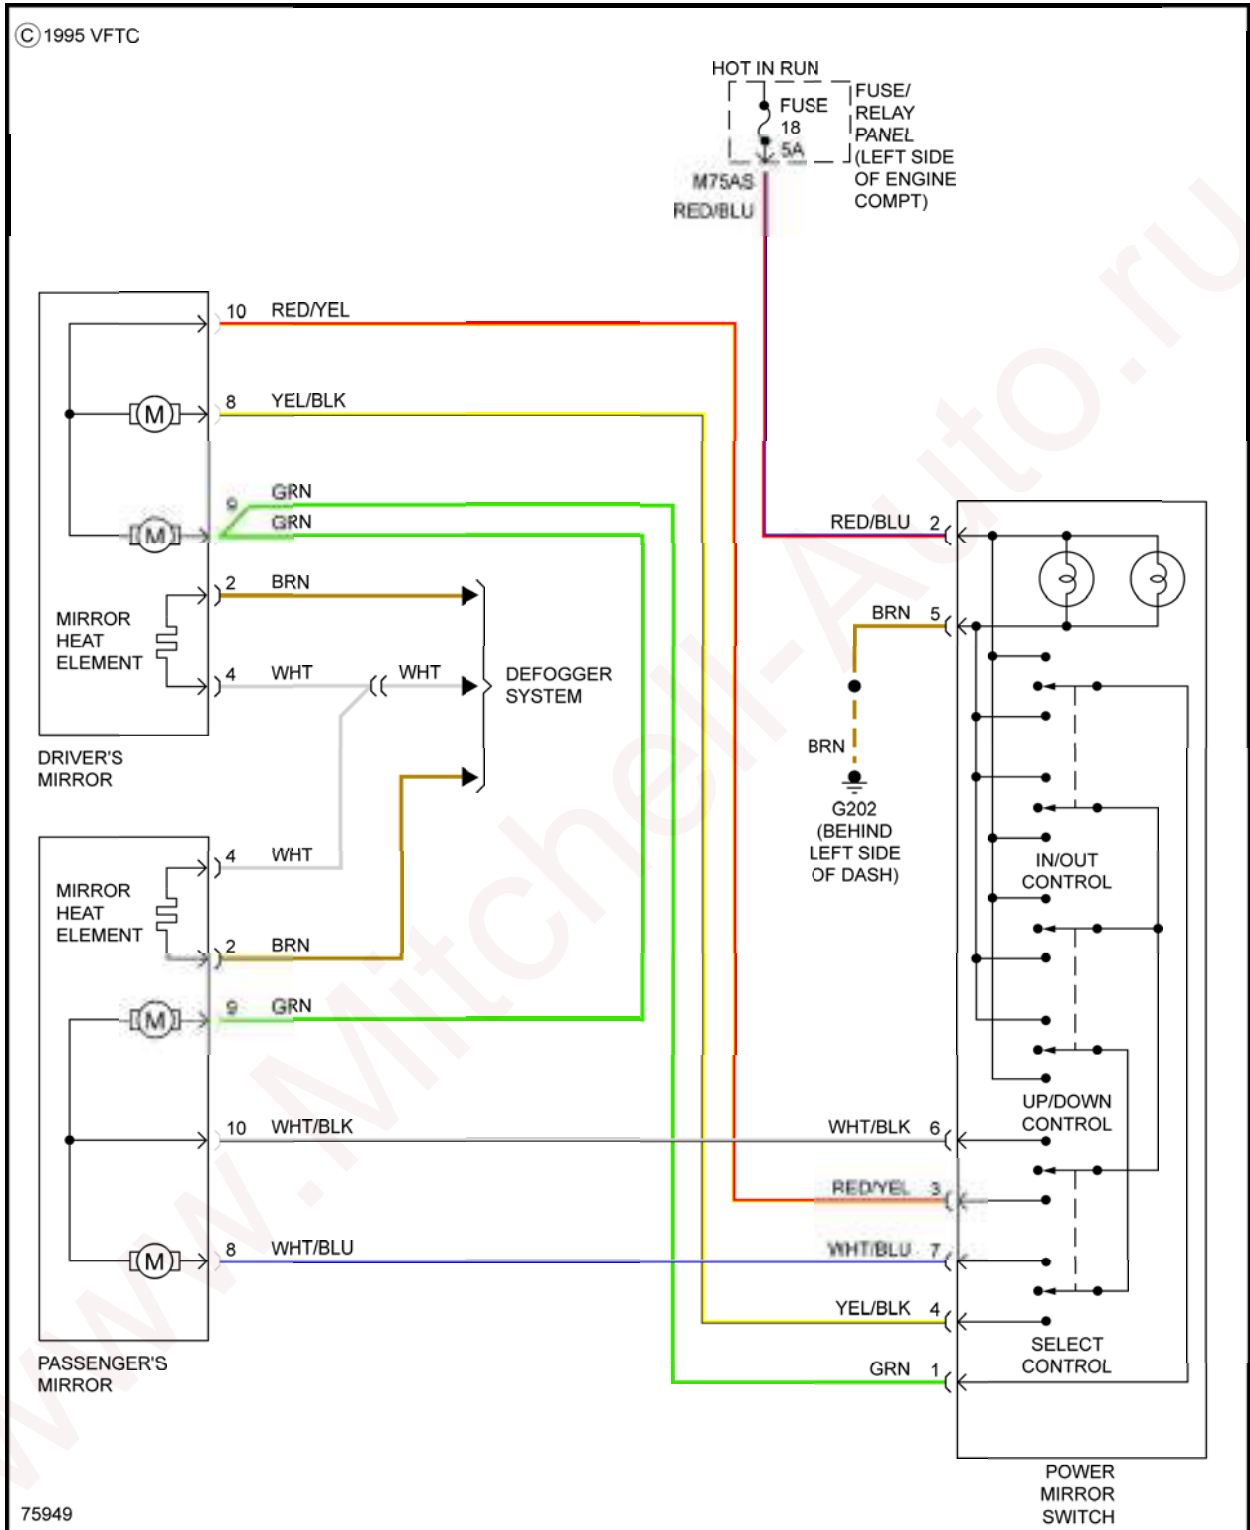 © 1995 VFTC
HOT IN RUN
FUSE
18
5A
FUSE/
RELAY
PANEL
(LEFT SIDE
OF ENGINE
COMPT)
M75AS
RED/BLU
10 RED/YEL
8 YEL/BLK
9 GRN
GRN
M
M
2 BRN
MIRROR
HEAT
ELEMENT
4 WHT
WHT
DEFOGGER
SYSTEM
DRIVER'S
MIRROR
RED/BLU 2
BRN 5
BRN
G202
(BEHIND
LEFT SIDE
OF DASH)
IN/OUT
CONTROL
4 WHT
MIRROR
HEAT
ELEMENT
2 BRN
M
9 GRN
10 WHT/BLK
M
8 WHT/BLU
PASSENGER'S
MIRROR
UP/DOWN
CONTROL
WHT/BLK 6
RED/YEL 3
WHT/BLU 7
YEL/BLK 4
SELECT
CONTROL
GRN 1
POWER
MIRROR
SWITCH
75949
www.Mitchell-Auto.ru